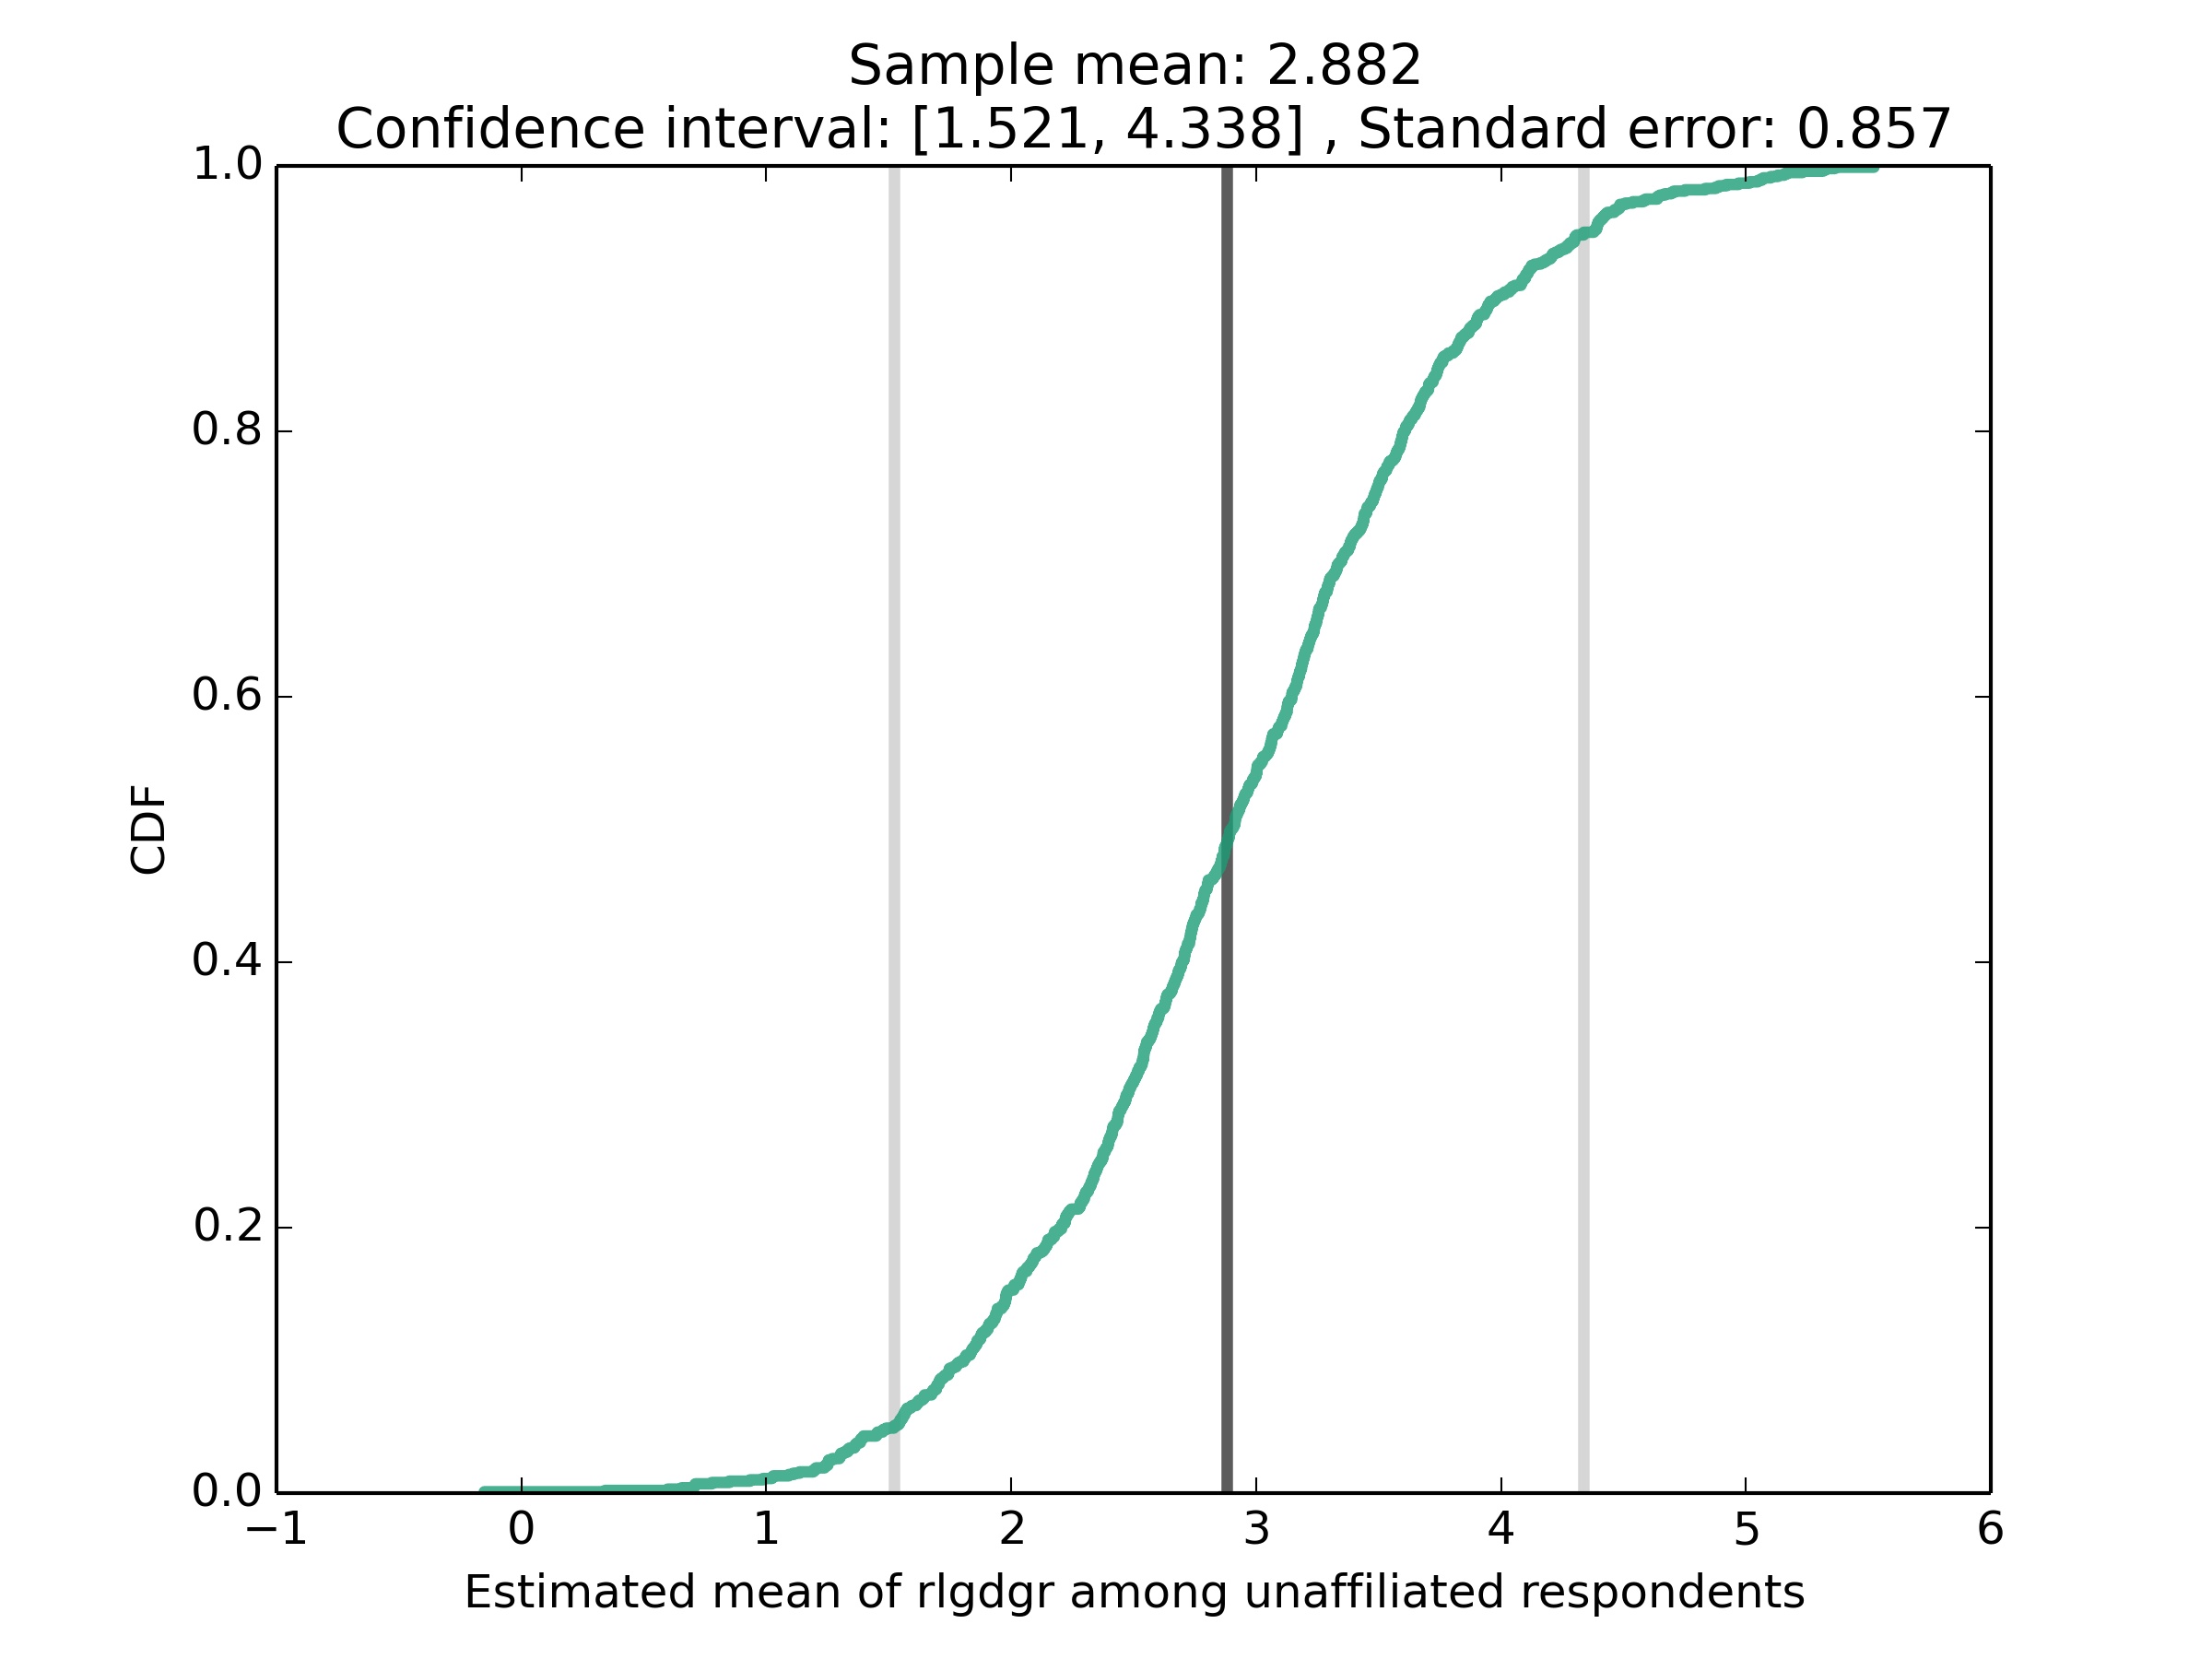 Sample mean: 2.882
Confidence interval: [1.521, 4.338] , Standard error: 0.857
1.0
0.8
0.6
0.4
0.2
0.0
CDF
−1 0 1 2 3 4 5 6
Estimated mean of rlgdgr among unaffiliated respondents